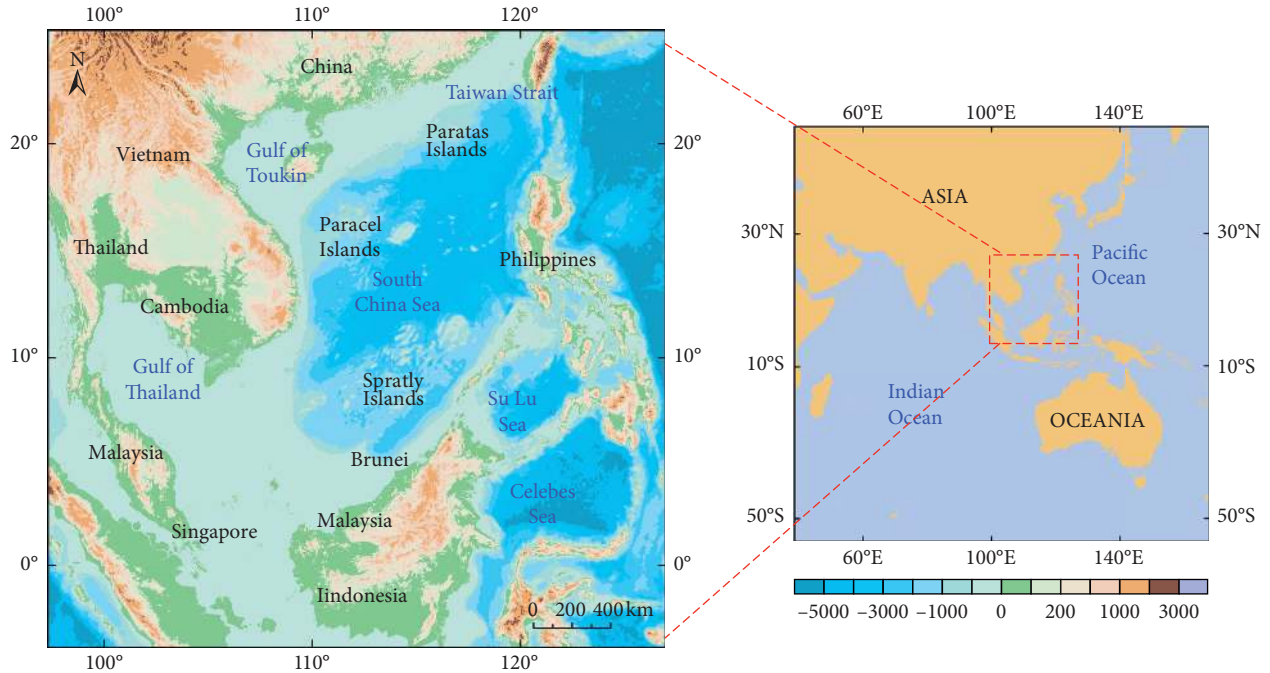 100° 110° 120°
N
China
Taiwan Strait
Paratas
Islands
20° 20°
Vietnam
Gulf of
Toukin
Paracel
Islands
Thailand
Philippines
South
China Sea
Cambodia
10° 10°
Gulf of
Thailand
Spratly
Islands
Su Lu
Sea
Malaysia
Brunei
Celebes
Sea
Malaysia
Singapore
0° 0°
Iindonesia
0 200 400 km
100° 110° 120°
60°E 100°E 140°E
ASIA
30°N 30°N
Pacific
Ocean
10°S 10°S
Indian
Ocean
OCEANIA
50°S 50°S
60°E 100°E 140°E
−5000 −3000 −1000 0 200 1000 3000